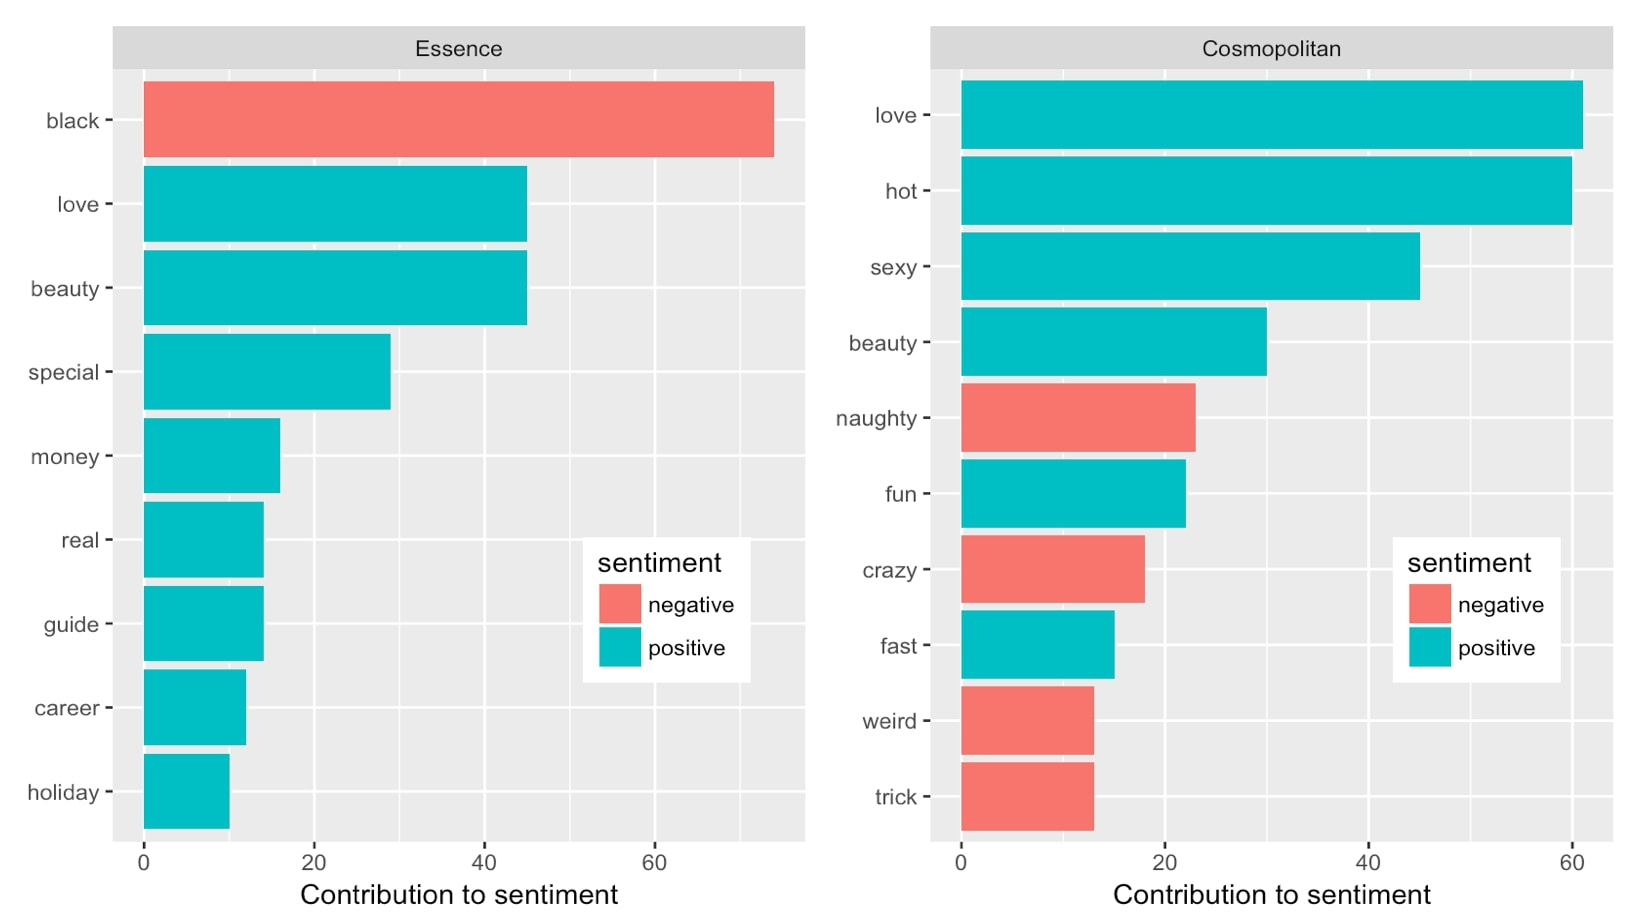 Essence
black
love
beauty
special
money
real
guide
career
holiday
sentiment
negative
positive
0 20 40 60
Contribution to sentiment
Cosmopolitan
love
hot
sexy
beauty
naughty
fun
crazy
fast
weird
trick
sentiment
negative
positive
0 20 40 60
Contribution to sentiment